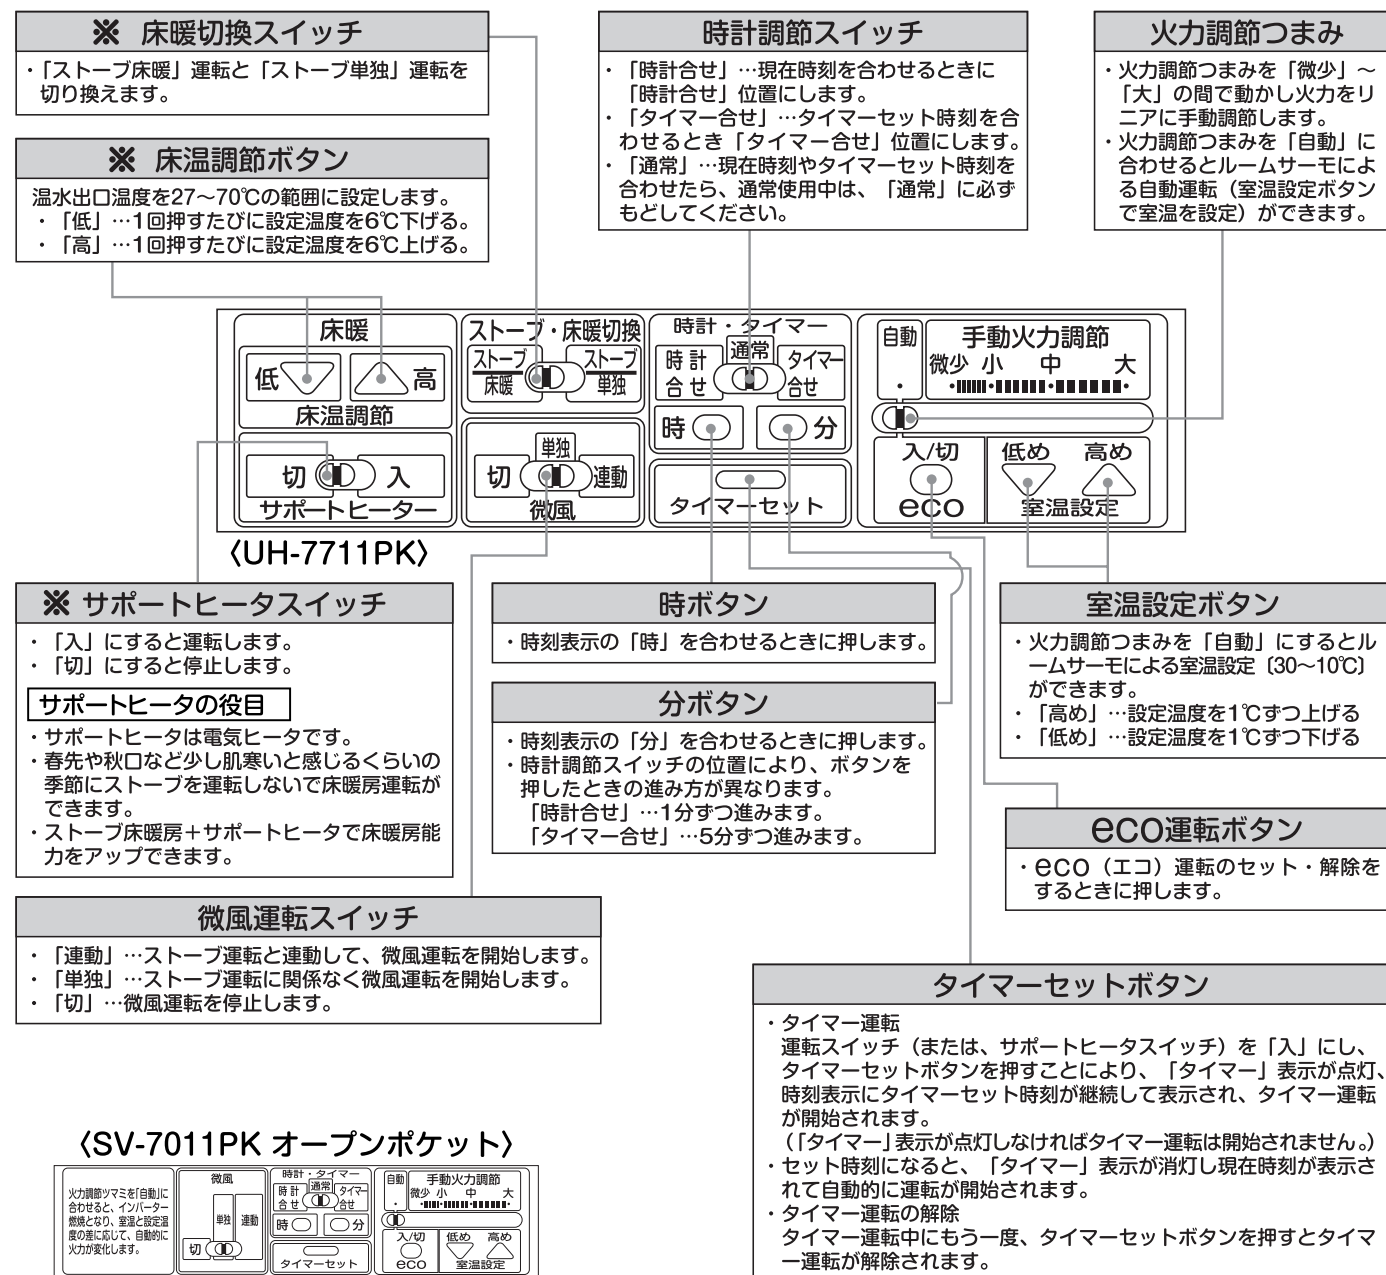 ※ 床暖切換スイッチ
・「ストーブ床暖」運転と「ストーブ単独」運転を
切り換えます。
※ 床温調節ボタン
温水出口温度を27〜70℃の範囲に設定します。
・「低」…1回押すたびに設定温度を6℃下げる。
・「高」…1回押すたびに設定温度を6℃上げる。
時計調節スイッチ
・「時計合せ」…現在時刻を合わせるときに
「時計合せ」位置にします。
・「タイマー合せ」…タイマーセット時刻を合
わせるとき「タイマー合せ」位置にします。
・「通常」…現在時刻やタイマーセット時刻を
合わせたら、通常使用中は、「通常」に必ず
もどしてください。
火力調節つまみ
・火力調節つまみを「微少」〜
「大」の間で動かし火力をリ
ニアに手動調節します。
・火力調節つまみを「自動」に
合わせるとルームサーモによ
る自動運転（室温設定ボタン
で室温を設定）ができます。
床暖
低 高
床温調節
切 入
サポートヒーター
ストーブ・床暖切換
ストーブ
床暖
ストーブ
単独
単独
切 連動
微風
時計・タイマー
時計
合せ
通常
タイマー
合せ
時 分
タイマーセット
自動
手動火力調節
微少 小 中 大
入/切 低め 高め
eco 室温設定
〈UH-7711PK〉
※ サポートヒータスイッチ
・「入」にすると運転します。
・「切」にすると停止します。
サポートヒータの役目
・サポートヒータは電気ヒータです。
・春先や秋口など少し肌寒いと感じるくらいの
季節にストーブを運転しないで床暖房運転が
できます。
・ストーブ床暖房＋サポートヒータで床暖房能
力をアップできます。
時ボタン
・時刻表示の「時」を合わせるときに押します。
分ボタン
・時刻表示の「分」を合わせるときに押します。
・時計調節スイッチの位置により、ボタンを
押したときの進み方が異なります。
「時計合せ」…1分ずつ進みます。
「タイマー合せ」…5分ずつ進みます。
室温設定ボタン
・火力調節つまみを「自動」にするとル
ームサーモによる室温設定〔30〜10℃〕
ができます。
・「高め」…設定温度を1℃ずつ上げる
・「低め」…設定温度を1℃ずつ下げる
eco運転ボタン
・eco（エコ）運転のセット・解除を
するときに押します。
微風運転スイッチ
・「連動」…ストーブ運転と連動して、微風運転を開始します。
・「単独」…ストーブ運転に関係なく微風運転を開始します。
・「切」…微風運転を停止します。
タイマーセットボタン
・タイマー運転
運転スイッチ（または、サポートヒータスイッチ）を「入」にし、
タイマーセットボタンを押すことにより、「タイマー」表示が点灯、
時刻表示にタイマーセット時刻が継続して表示され、タイマー運転
が開始されます。
（「タイマー」表示が点灯しなければタイマー運転は開始されません。）
・セット時刻になると、「タイマー」表示が消灯し現在時刻が表示さ
れて自動的に運転が開始されます。
・タイマー運転の解除
タイマー運転中にもう一度、タイマーセットボタンを押すとタイマ
ー運転が解除されます。
〈SV-7011PK オープンポケット〉
火力調節ツマミを「自動」に
合わせると、インバーター
燃焼となり、室温と設定温
度の差に応じて、自動的に
火力が変化します。
微風
単独 連動
切
時計・タイマー
時計
合せ
通常
タイマー
合せ
時 分
タイマーセット
自動
手動火力調節
微少 小 中 大
入/切 低め 高め
eco 室温設定